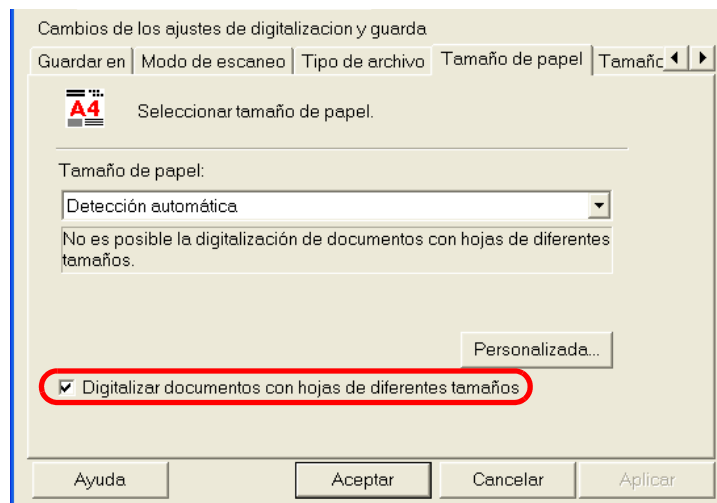 Cambios de los ajustes de digitalizacion y guarda
Guardar en Modo de escaneo Tipo de archivo Tamaño de papel Tamaño
A4 Seleccionar tamaño de papel.
Tamaño de papel:
Detección automática
No es posible la digitalización de documentos con hojas de diferentes
tamaños.
Personalizada...
Digitalizar documentos con hojas de diferentes tamaños
Ayuda Aceptar Cancelar Aplicar